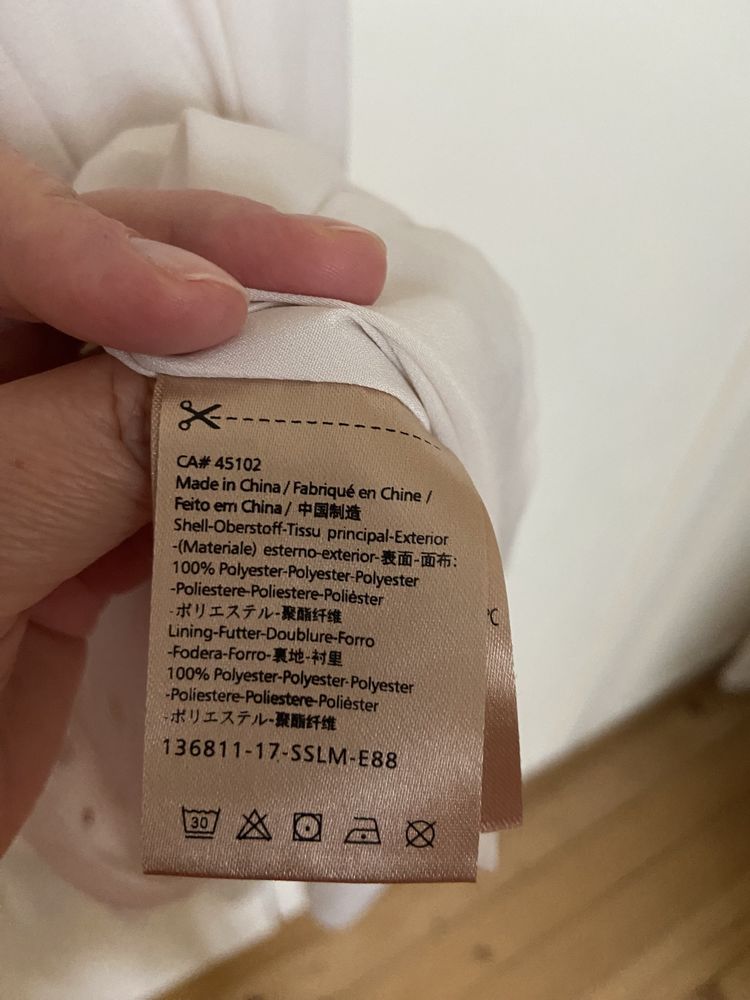 CA# 45102
Made in China / Fabriqué en Chine /
Feito em China / 中国制造
Shell-Oberstoff-Tissu principal-Exterior
-(Materiale) esterno-exterior-表面-面布:
100% Polyester-Polyester-Polyester
-Poliestere-Poliestere-Poliéster
-ポリエステル-聚酯纤维
Lining-Futter-Doublure-Forro
-Fodera-Forro-裏地-衬里
100% Polyester-Polyester-Polyester
-Poliestere-Poliestere-Poliéster
-ポリエステル-聚酯纤维
136811-17-SSLM-E88
30